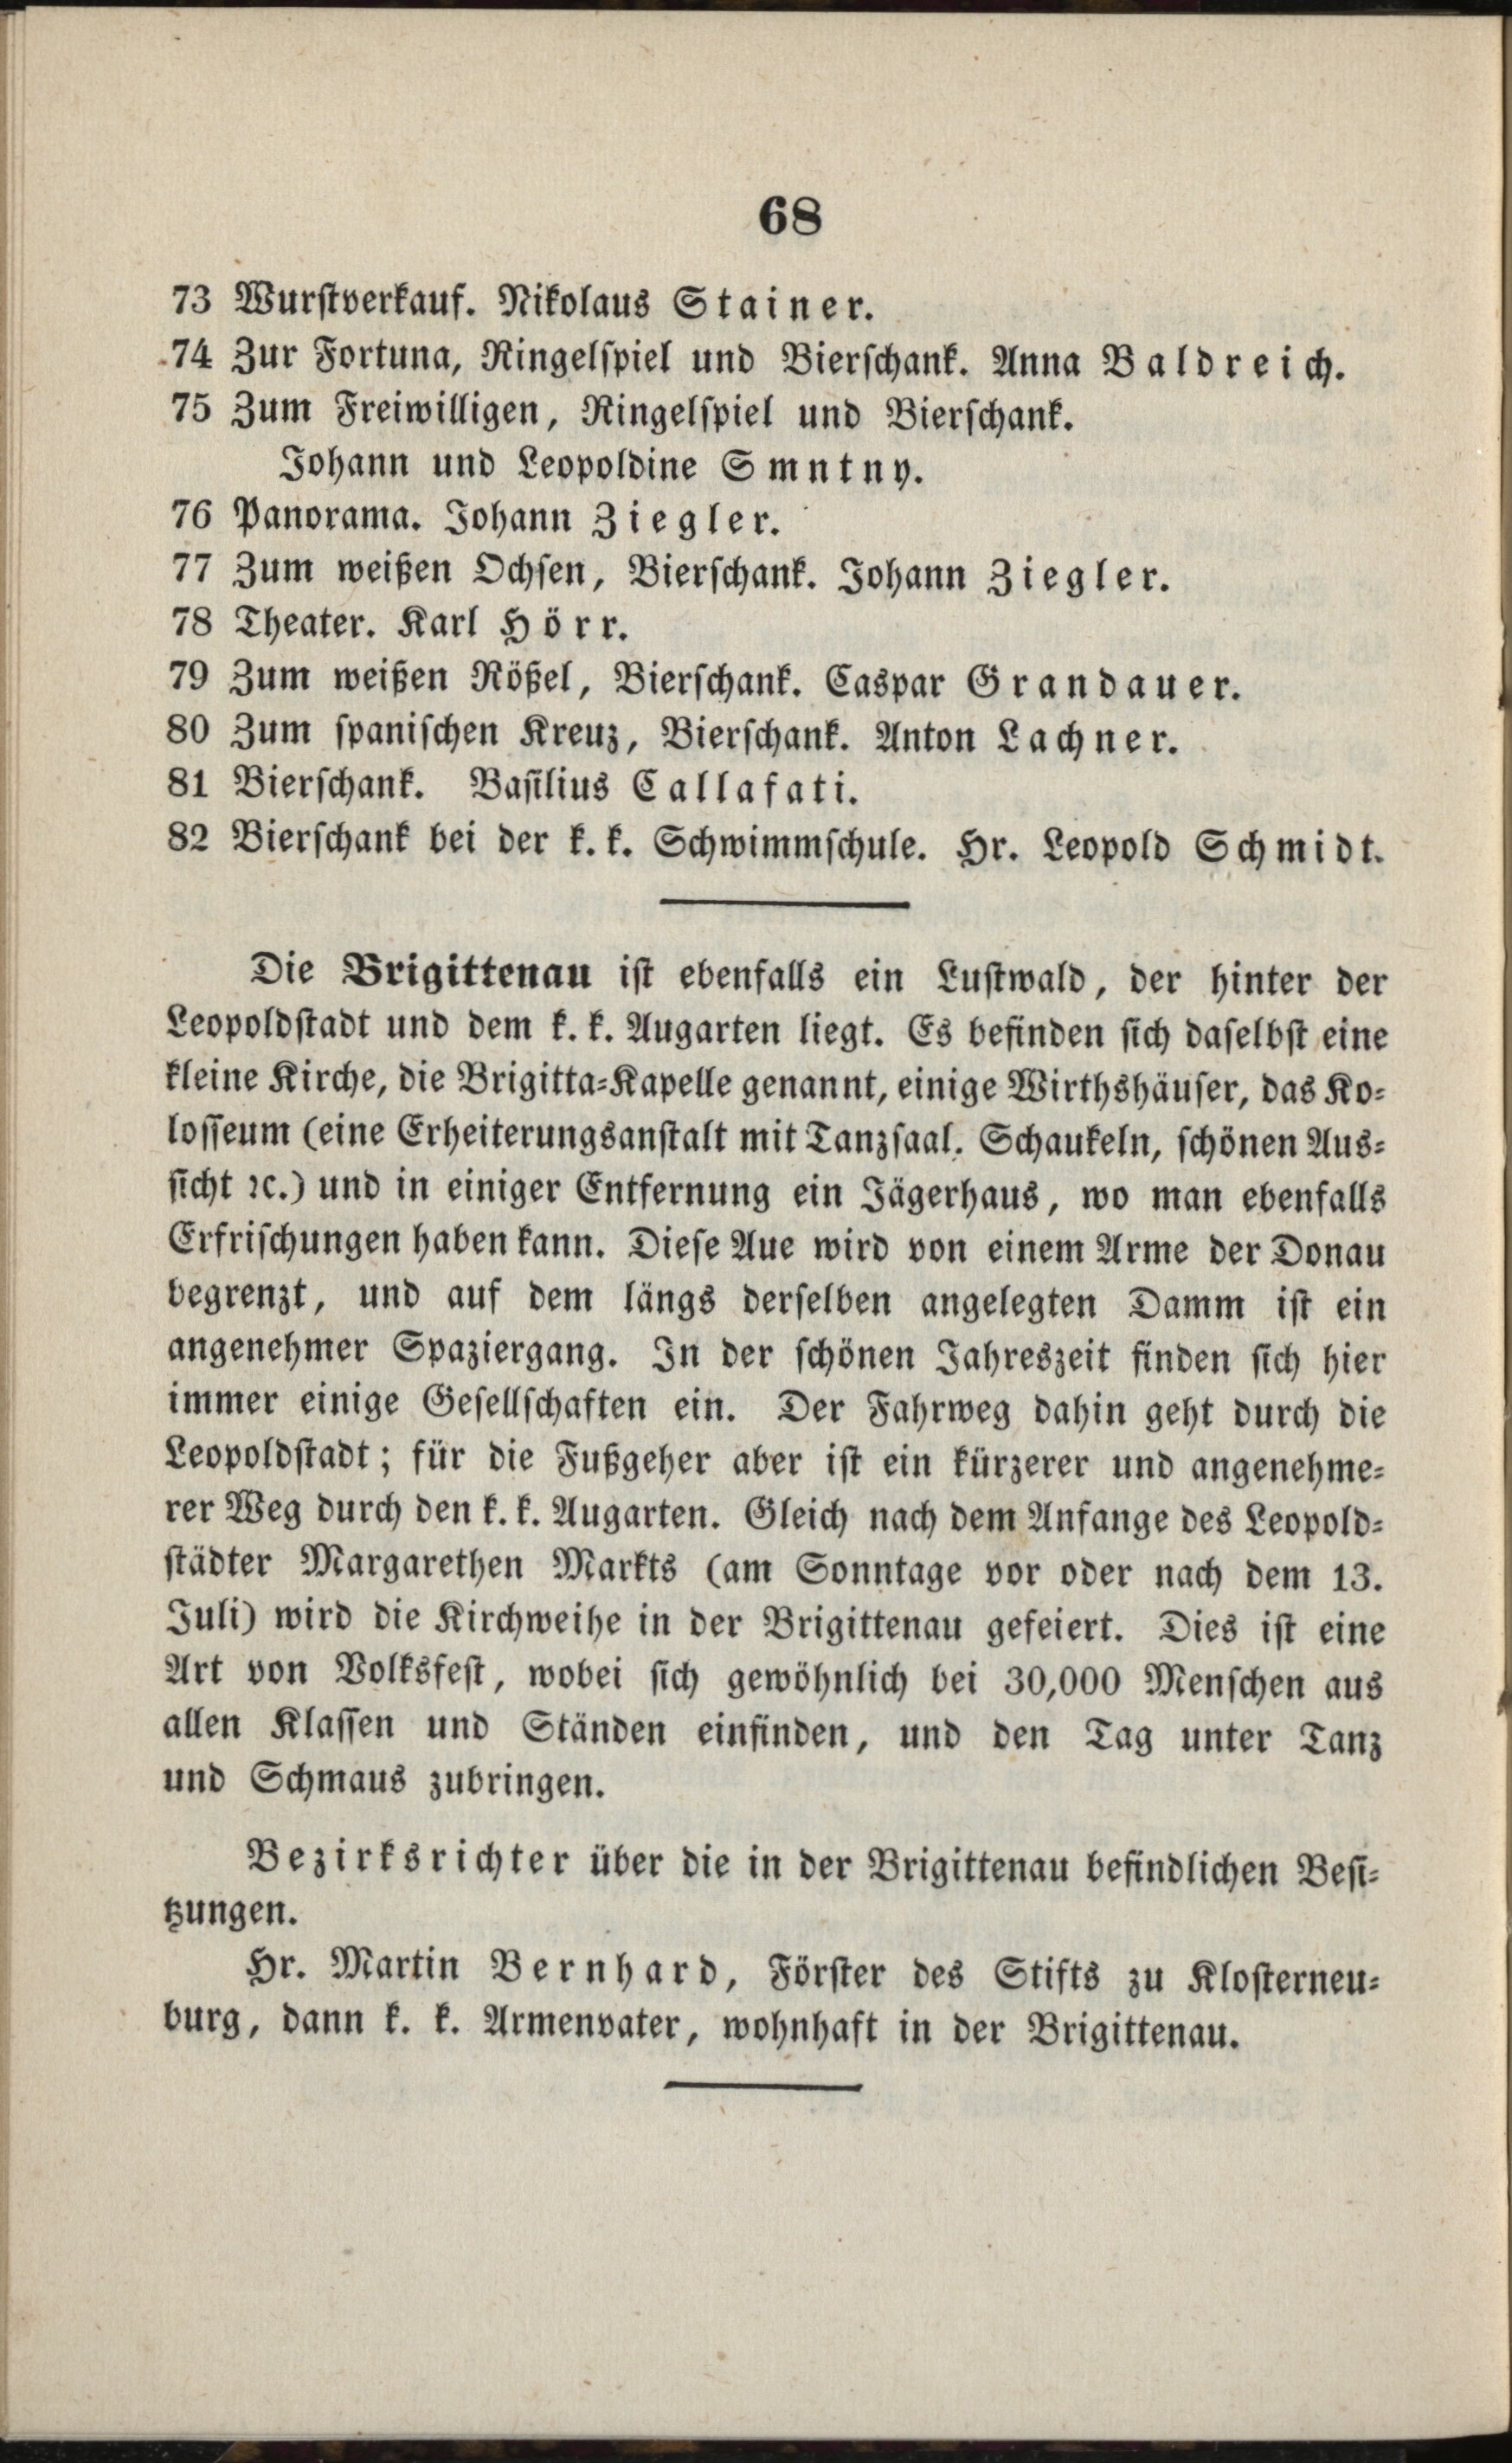 68
73 Wurstverkauf. Nikolaus Stainer.
74 Zur Fortuna, Ringelspiel und Bierschank. Anna Baldreich.
75 Zum Freiwilligen, Ringelspiel und Bierschank.
Johann und Leopoldine Smntny.
76 Panorama. Johann Ziegler.
77 Zum weißen Ochsen, Bierschank. Johann Ziegler.
78 Theater. Karl Hörr.
79 Zum weißen Rößel, Bierschank. Caspar Grandauer.
80 Zum spanischen Kreuz, Bierschank. Anton Lachner.
81 Bierschank. Basilius Callafati.
82 Bierschank bei der k. k. Schwimmschule. Hr. Leopold Schmidt.
Die Brigittenau ist ebenfalls ein Lustwald, der hinter der
Leopoldstadt und dem k. k. Augarten liegt. Es befinden sich daselbst eine
kleine Kirche, die Brigitta-Kapelle genannt, einige Wirthshäuser, das Ko-
losseum (eine Erheiterungsanstalt mit Tanzsaal. Schaukeln, schönen Aus-
sicht ꝛc.) und in einiger Entfernung ein Jägerhaus, wo man ebenfalls
Erfrischungen haben kann. Diese Aue wird von einem Arme der Donau
begrenzt, und auf dem längs derselben angelegten Damm ist ein
angenehmer Spaziergang. In der schönen Jahreszeit finden sich hier
immer einige Gesellschaften ein. Der Fahrweg dahin geht durch die
Leopoldstadt; für die Fußgeher aber ist ein kürzerer und angenehme-
rer Weg durch den k. k. Augarten. Gleich nach dem Anfange des Leopold-
städter Margarethen Markts (am Sonntage vor oder nach dem 13.
Juli) wird die Kirchweihe in der Brigittenau gefeiert. Dies ist eine
Art von Volksfest, wobei sich gewöhnlich bei 30,000 Menschen aus
allen Klassen und Ständen einfinden, und den Tag unter Tanz
und Schmaus zubringen.
Bezirksrichter über die in der Brigittenau befindlichen Besi-
tzungen.
Hr. Martin Bernhard, Förster des Stifts zu Klosterneu-
burg, dann k. k. Armenvater, wohnhaft in der Brigittenau.